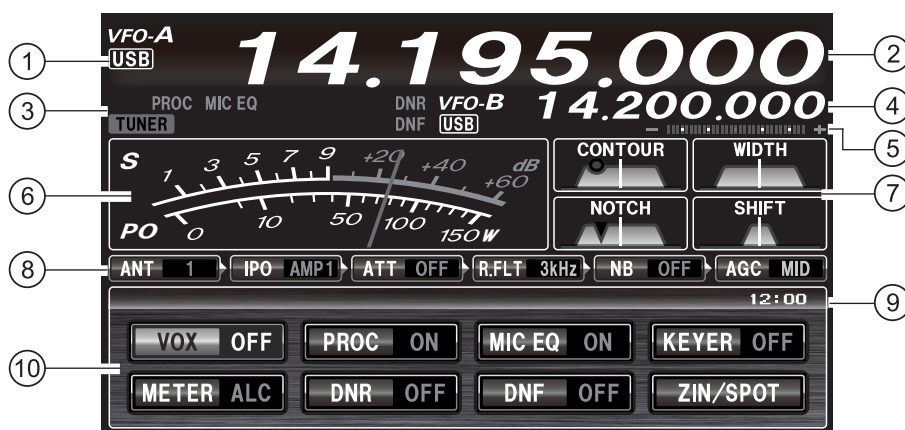 VFO-A
① USB 14.195.000 ②
③ PROC MIC EQ DNR VFO-B 14.200.000 ④
TUNER DNF USB − + ⑤
S 1 3 5 7 9 +20 +40 +60 dB
⑥
PO 0 10 50 100 150 W
CONTOUR WIDTH
⑦
NOTCH SHIFT
⑧ ANT 1 IPO AMP1 ATT OFF R.FLT 3kHz NB OFF AGC MID
12:00 ⑨
VOX OFF PROC ON MIC EQ ON KEYER OFF
⑩
METER ALC DNR OFF DNF OFF ZIN/SPOT